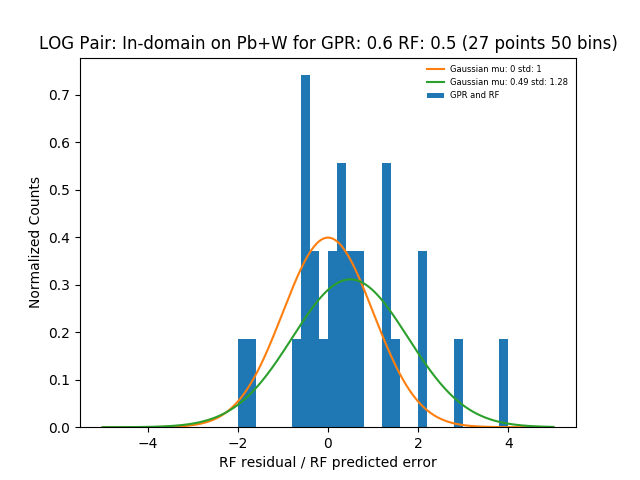 LOG Pair: In-domain on Pb+W for GPR: 0.6 RF: 0.5 (27 points 50 bins)
Gaussian mu: 0 std: 1
Gaussian mu: 0.49 std: 1.28
GPR and RF
Normalized Counts
0.7
0.6
0.5
0.4
0.3
0.2
0.1
0.0
−4 −2 0 2 4
RF residual / RF predicted error